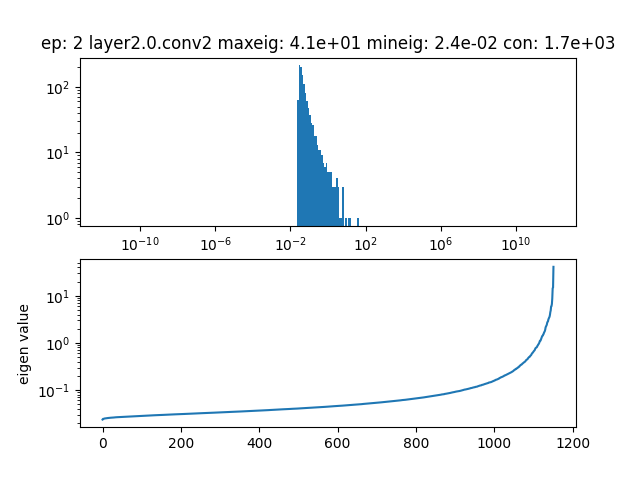 ep: 2 layer2.0.conv2 maxeig: 4.1e+01 mineig: 2.4e-02 con: 1.7e+03
10²
10¹
10⁰
10⁻¹⁰ 10⁻⁶ 10⁻² 10² 10⁶ 10¹⁰
eigen value
10¹
10⁰
10⁻¹
0 200 400 600 800 1000 1200